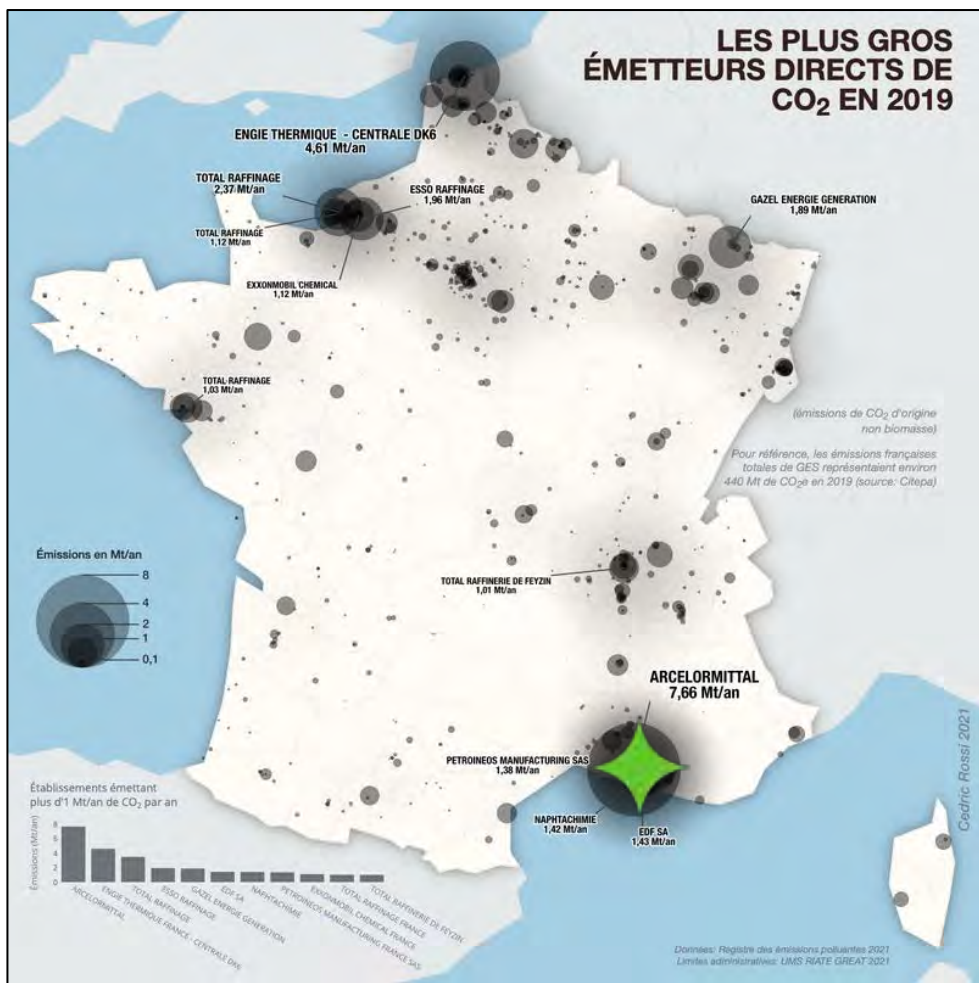 LES PLUS GROS
ÉMETTEURS DIRECTS DE
CO₂ EN 2019
ENGIE THERMIQUE - CENTRALE DK6
4,61 Mt/an
TOTAL RAFFINAGE
2,37 Mt/an
ESSO RAFFINAGE
1,96 Mt/an
GAZEL ENERGIE GENERATION
1,89 Mt/an
TOTAL RAFFINAGE
1,12 Mt/an
EXXONMOBIL CHEMICAL
1,12 Mt/an
TOTAL RAFFINAGE
1,03 Mt/an
(émissions de CO₂ d'origine
non biomasse)
Pour référence, les émissions françaises
totales de GES représentaient environ
440 Mt de CO₂e en 2019 (source: Citepa)
Émissions en Mt/an
8
4
2
1
0,1
TOTAL RAFFINERIE DE FEYZIN
1,01 Mt/an
ARCELORMITTAL
7,66 Mt/an
PETROINEOS MANUFACTURING SAS
1,38 Mt/an
NAPHTACHIMIE
1,42 Mt/an
EDF SA
1,43 Mt/an
Cedric Rossi 2021
Établissements émettant
plus d'1 Mt/an de CO₂ par an
Émissions (Mt/an)
8
6
4
2
0
ARCELORMITTAL
ENGIE THERMIQUE FRANCE - CENTRALE DK6
TOTAL RAFFINAGE
ESSO RAFFINAGE
GAZEL ENERGIE GENERATION
EDF SA
NAPHTACHIMIE
PETROINEOS MANUFACTURING FRANCE SAS
EXXONMOBIL CHEMICAL FRANCE
TOTAL RAFFINAGE FRANCE
TOTAL RAFFINERIE DE FEYZIN
Données: Registre des émissions polluantes 2021
Limites administratives: UMS RIATE GREAT 2021